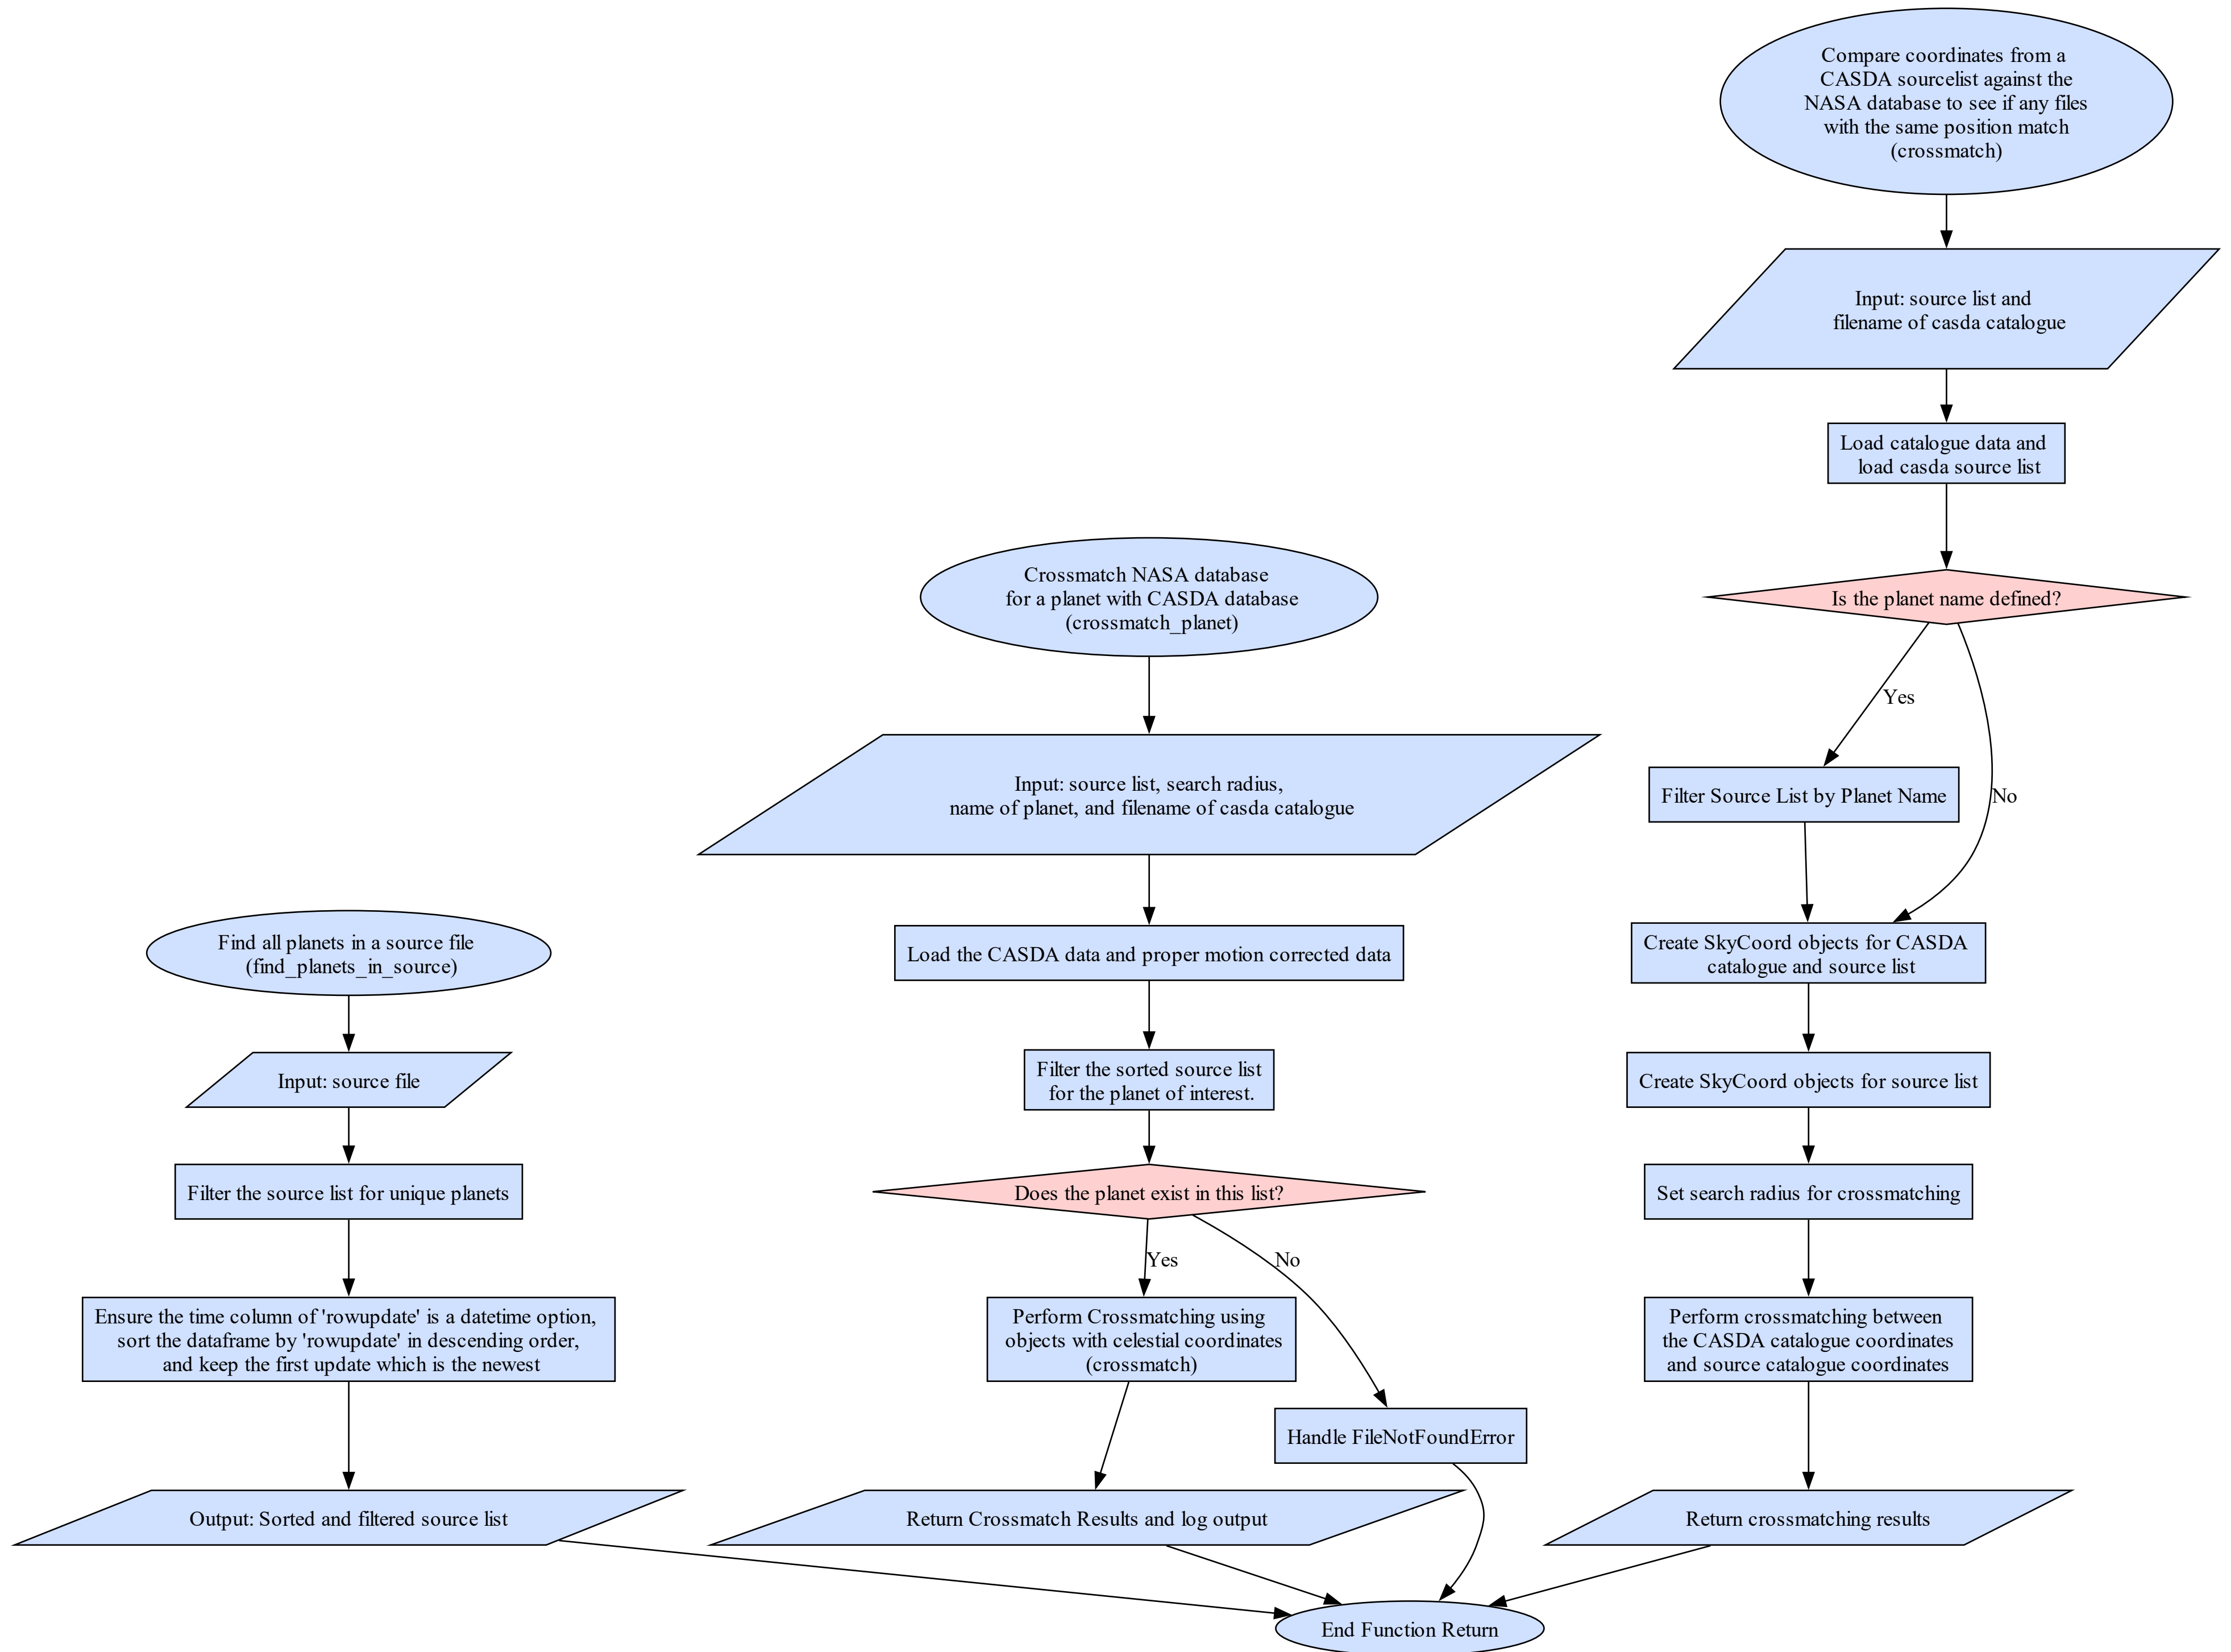 Compare coordinates from a
CASDA sourcelist against the
NASA database to see if any files
with the same position match
(crossmatch)
Input: source list and
filename of casda catalogue
Load catalogue data and
load casda source list
Is the planet name defined?
Yes
No
Filter Source List by Planet Name
Create SkyCoord objects for CASDA
catalogue and source list
Create SkyCoord objects for source list
Set search radius for crossmatching
Perform crossmatching between
the CASDA catalogue coordinates
and source catalogue coordinates
Return crossmatching results
Crossmatch NASA database
for a planet with CASDA database
(crossmatch_planet)
Input: source list, search radius,
name of planet, and filename of casda catalogue
Load the CASDA data and proper motion corrected data
Filter the sorted source list
for the planet of interest.
Does the planet exist in this list?
Yes
No
Perform Crossmatching using
objects with celestial coordinates
(crossmatch)
Handle FileNotFoundError
Return Crossmatch Results and log output
Find all planets in a source file
(find_planets_in_source)
Input: source file
Filter the source list for unique planets
Ensure the time column of 'rowupdate' is a datetime option,
sort the dataframe by 'rowupdate' in descending order,
and keep the first update which is the newest
Output: Sorted and filtered source list
End Function Return